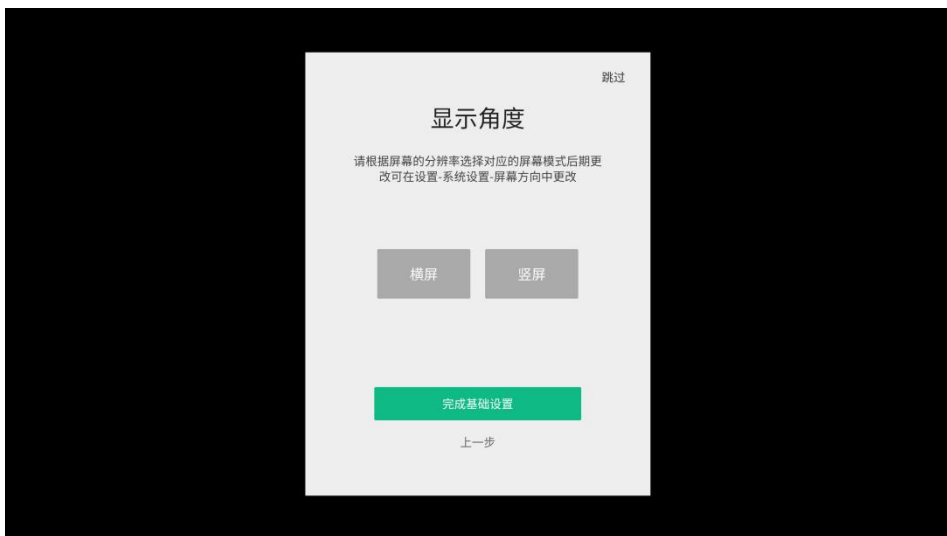 跳过
显示角度
请根据屏幕的分辨率选择对应的屏幕模式后期更
改可在设置-系统设置-屏幕方向中更改
横屏
竖屏
完成基础设置
上一步